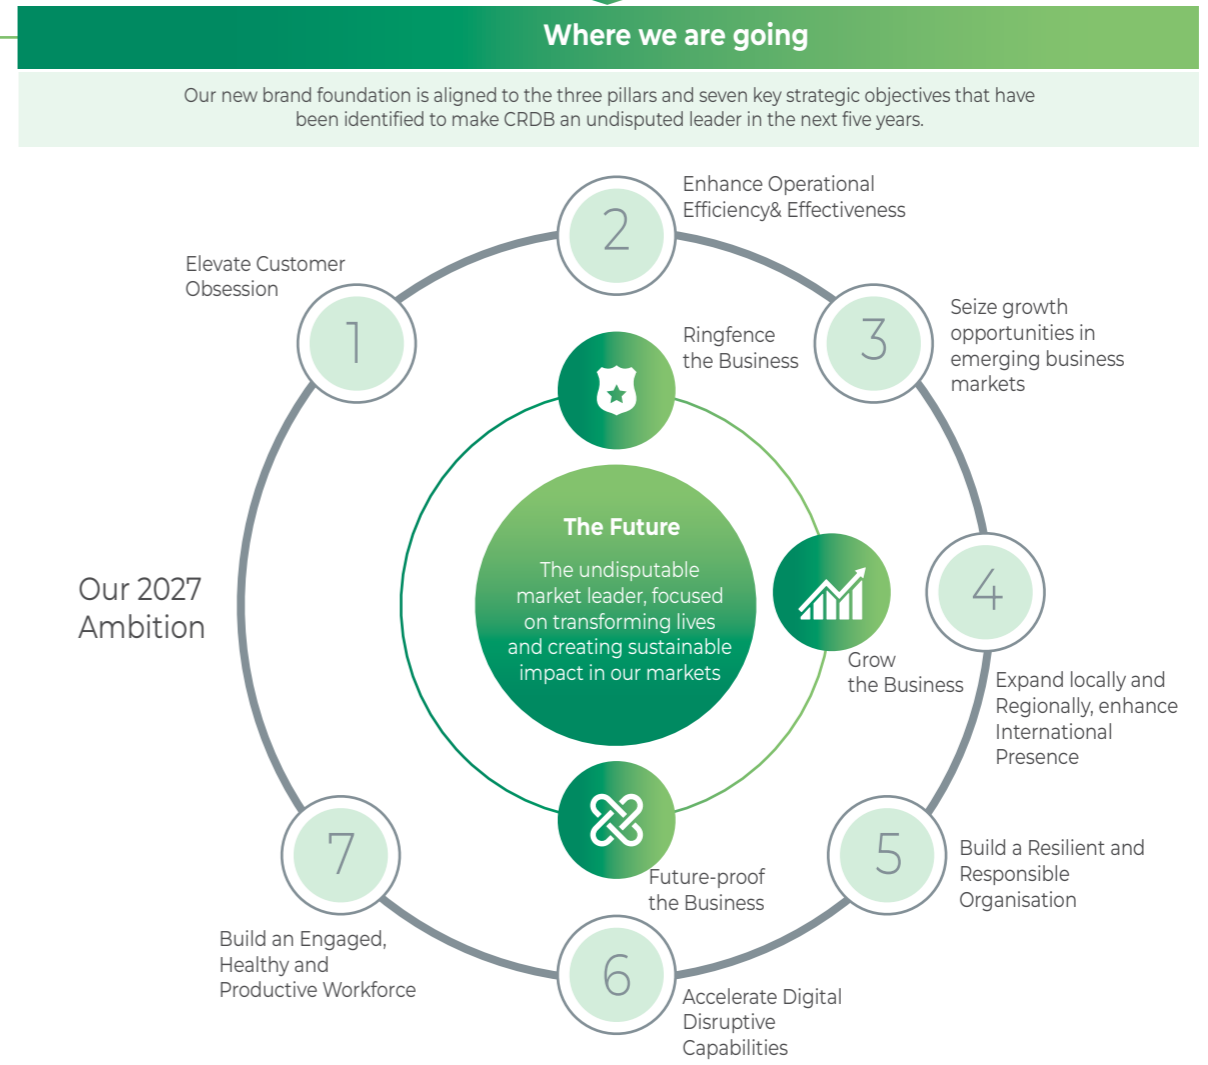 Where we are going
Our new brand foundation is aligned to the three pillars and seven key strategic objectives that have
been identified to make CRDB an undisputed leader in the next five years.
Our 2027
Ambition
1
Elevate Customer
Obsession
2
Enhance Operational
Efficiency& Effectiveness
3
Seize growth
opportunities in
emerging business
markets
4
Expand locally and
Regionally, enhance
International
Presence
5
Build a Resilient and
Responsible
Organisation
6
Accelerate Digital
Disruptive
Capabilities
7
Build an Engaged,
Healthy and
Productive Workforce
Ringfence
the Business
Grow
the Business
Future-proof
the Business
The Future
The undisputable
market leader, focused
on transforming lives
and creating sustainable
impact in our markets